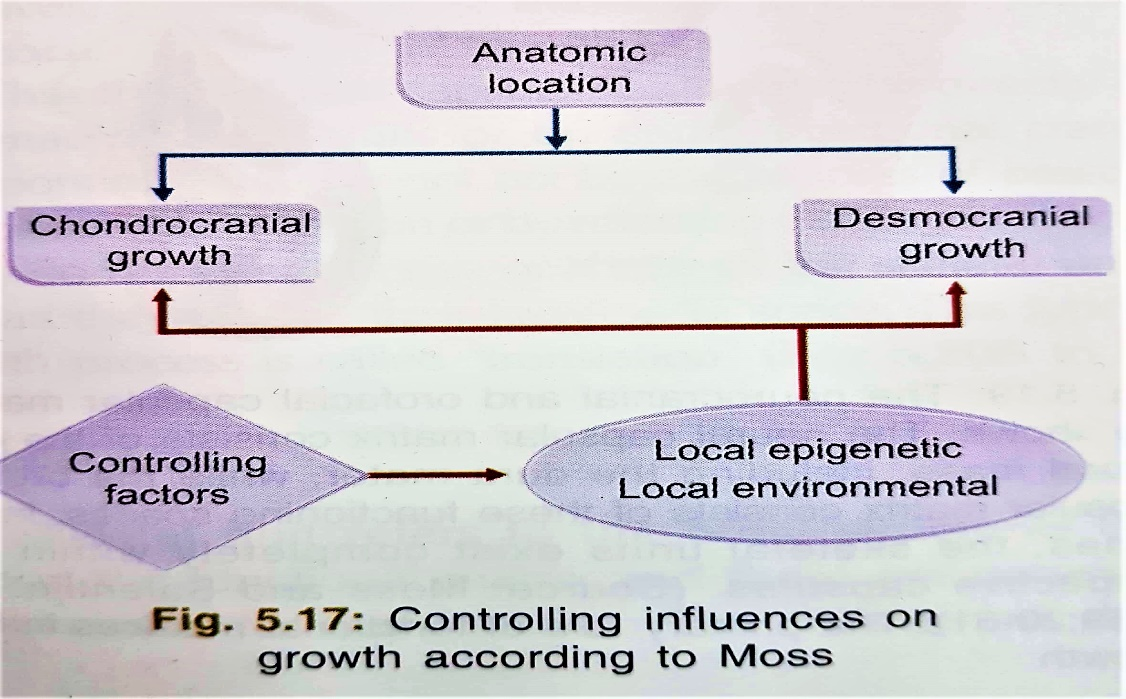 Anatomic
location
Chondrocranial
growth
Desmocranial
growth
Controlling
factors
Local epigenetic
Local environmental
Fig. 5.17: Controlling influences on
growth according to Moss